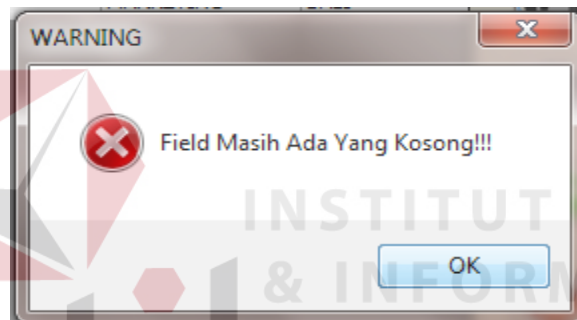 WARNING
Field Masih Ada Yang Kosong!!!
INSTITUT
OK
& INFORM